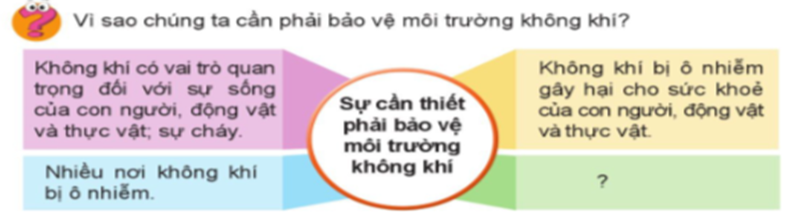 Vì sao chúng ta cần phải bảo vệ môi trường không khí?
Không khí có vai trò quan
trọng đối với sự sống
của con người, động vật
và thực vật; sự cháy.
Nhiều nơi không khí
bị ô nhiễm.
Sự cần thiết
phải bảo vệ
môi trường
không khí
Không khí bị ô nhiễm
gây hại cho sức khoẻ
của con người, động vật
và thực vật.
?